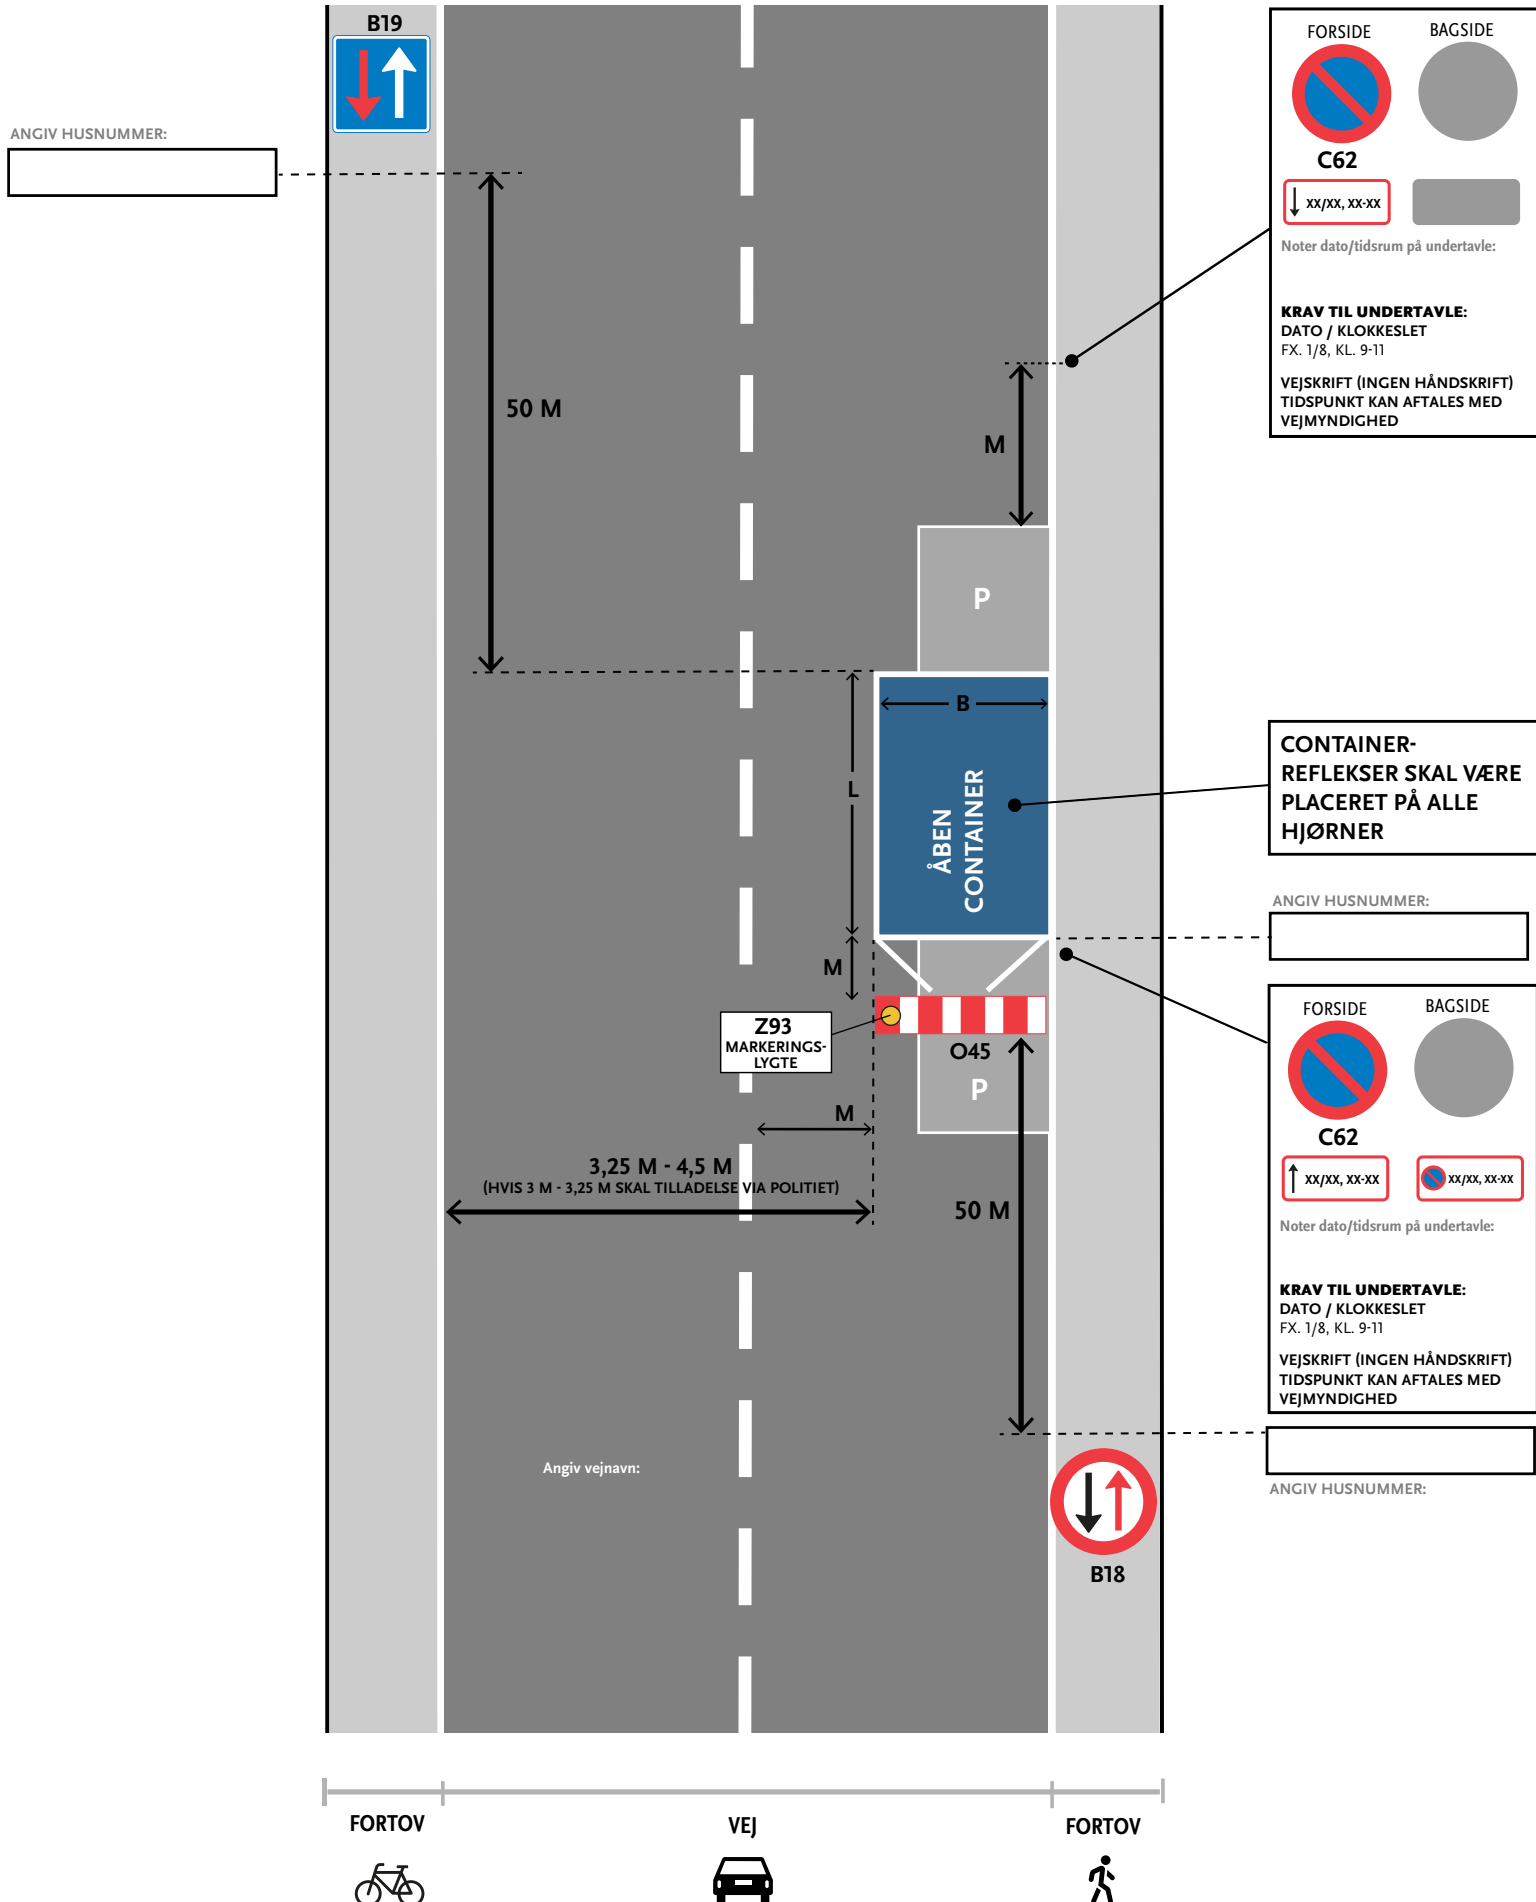 B19
ANGIV HUSNUMMER:
FORSIDE
BAGSIDE
C62
xx/xx, xx-xx
Noter dato/tidsrum på undertavle:
KRAV TIL UNDERTAVLE:
DATO / KLOKKESLET
FX. 1/8, KL. 9-11
VEJSKRIFT (INGEN HÅNDSKRIFT)
TIDSPUNKT KAN AFTALES MED
VEJMYNDIGHED
50 M
M
P
B
L
ÅBEN
CONTAINER
CONTAINER-
REFLEKSER SKAL VÆRE
PLACERET PÅ ALLE
HJØRNER
ANGIV HUSNUMMER:
M
Z93
MARKERINGS-
LYGTE
O45
P
M
3,25 M - 4,5 M
(HVIS 3 M - 3,25 M SKAL TILLADELSE VIA POLITIET)
50 M
FORSIDE
BAGSIDE
C62
xx/xx, xx-xx
xx/xx, xx-xx
Noter dato/tidsrum på undertavle:
KRAV TIL UNDERTAVLE:
DATO / KLOKKESLET
FX. 1/8, KL. 9-11
VEJSKRIFT (INGEN HÅNDSKRIFT)
TIDSPUNKT KAN AFTALES MED
VEJMYNDIGHED
Angiv vejnavn:
ANGIV HUSNUMMER:
B18
FORTOV
VEJ
FORTOV